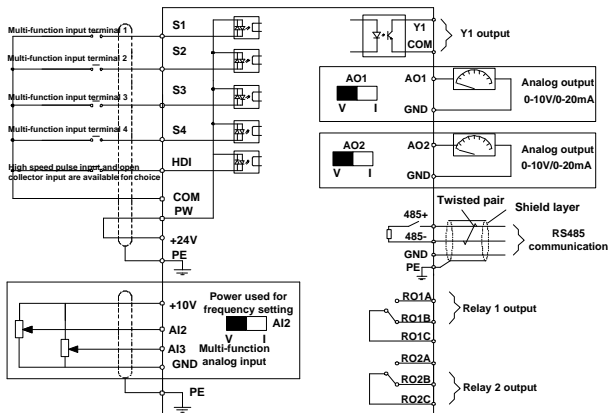 Multi-function input terminal 1
S1
Multi-function input terminal 2
S2
Multi-function input terminal 3
S3
Multi-function input terminal 4
S4
High speed pulse input and open
collector input are available for choice
HDI
COM
PW
+24V
PE
+10V
Power used for
frequency setting
AI2
AI2
V I
AI3
Multi-function
analog input
GND
PE
Y1
COM
Y1 output
AO1
V I
AO1
GND
Analog output
0-10V/0-20mA
AO2
V I
AO2
GND
Analog output
0-10V/0-20mA
Twisted pair
Shield layer
485+
485-
GND
PE
RS485
communication
RO1A
RO1B
RO1C
Relay 1 output
RO2A
RO2B
RO2C
Relay 2 output